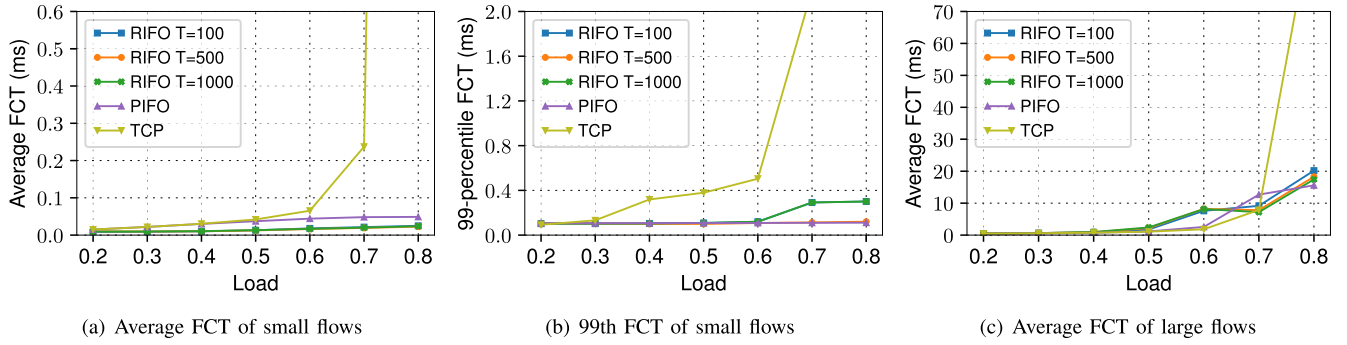 Average FCT (ms)
0.6
0.5
0.4
0.3
0.2
0.1
0.0
RIFO T=100
RIFO T=500
RIFO T=1000
PIFO
TCP
0.2 0.3 0.4 0.5 0.6 0.7 0.8
Load
(a) Average FCT of small flows
99-percentile FCT (ms)
2.0
1.6
1.2
0.8
0.4
0.0
RIFO T=100
RIFO T=500
RIFO T=1000
PIFO
TCP
0.2 0.3 0.4 0.5 0.6 0.7 0.8
Load
(b) 99th FCT of small flows
Average FCT (ms)
70
60
50
40
30
20
10
0
RIFO T=100
RIFO T=500
RIFO T=1000
PIFO
TCP
0.2 0.3 0.4 0.5 0.6 0.7 0.8
Load
(c) Average FCT of large flows